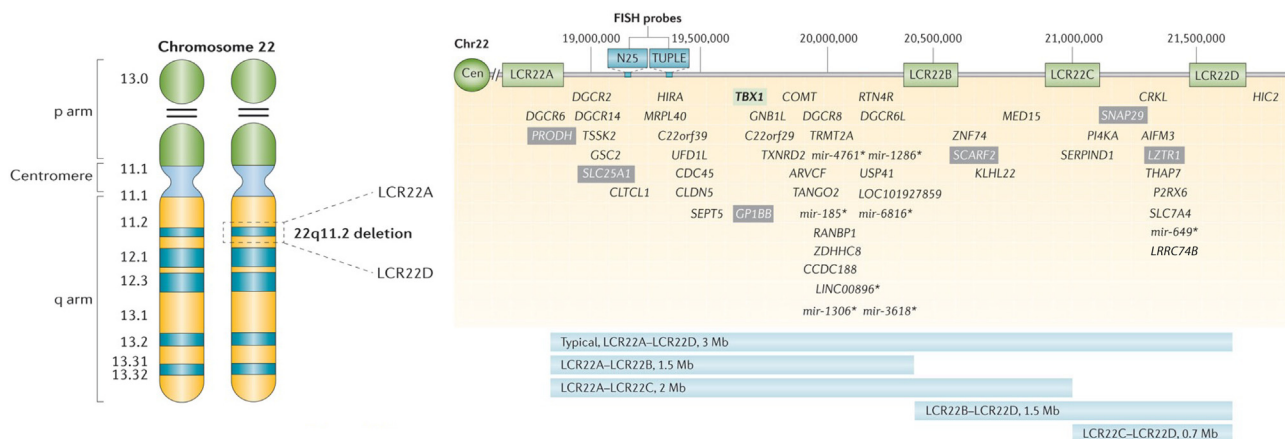 Chromosome 22
p arm
Centromere
q arm
13.0
11.1
11.1
11.2
12.1
12.3
13.1
13.2
13.31
13.32
LCR22A
22q11.2 deletion
LCR22D
FISH probes
Chr22
19,000,000
19,500,000
20,000,000
20,500,000
21,000,000
21,500,000
N25
TUPLE
Cen
LCR22A
LCR22B
LCR22C
LCR22D
DGCR2 HIRA TBX1 COMT RTN4R CRKL HIC2
DGCR6 DGCR14 MRPL40 GNB1L DGCR8 DGCR6L MED15 SNAP29
PRODH TSSK2 C22orf39 C22orf29 TRMT2A ZNF74 PI4KA AIFM3
GSC2 UFD1L TXNRD2 mir-4761* mir-1286* SCARF2 SERPIND1 LZTR1
SLC25A1 CDC45 ARVCF USP41 KLHL22 THAP7
CLTCL1 CLDN5 TANGO2 LOC101927859 P2RX6
SEPT5 GP1BB mir-185* mir-6816* SLC7A4
RANBP1 mir-649*
ZDHHC8 LRRC74B
CCDC188
LINC00896*
mir-1306* mir-3618*
Typical, LCR22A–LCR22D, 3 Mb
LCR22A–LCR22B, 1.5 Mb
LCR22A–LCR22C, 2 Mb
LCR22B–LCR22D, 1.5 Mb
LCR22C–LCR22D, 0.7 Mb